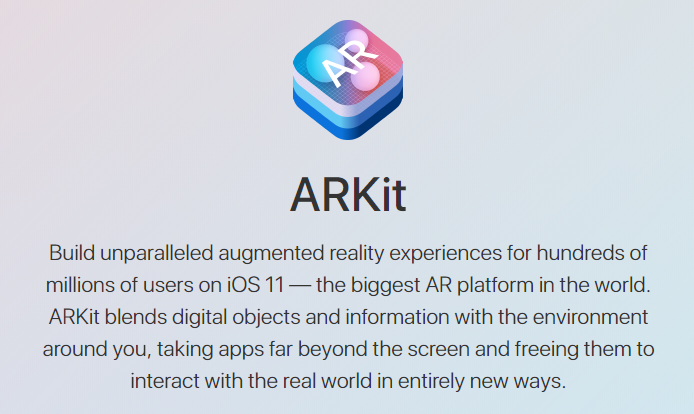 AR
ARKit
Build unparalleled augmented reality experiences for hundreds of
millions of users on iOS 11 — the biggest AR platform in the world.
ARKit blends digital objects and information with the environment
around you, taking apps far beyond the screen and freeing them to
interact with the real world in entirely new ways.